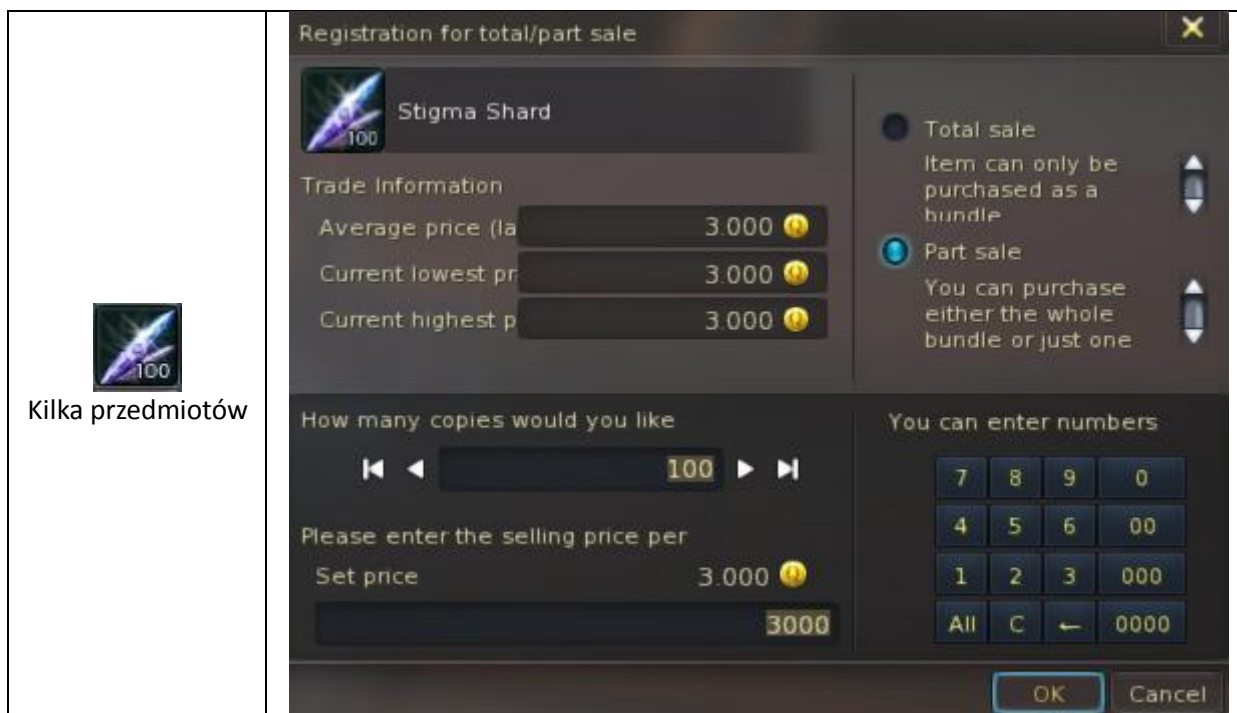 100
Kilka przedmiotów
Registration for total/part sale
100
Stigma Shard
Trade Information
Average price (la 3.000
Current lowest pr 3.000
Current highest p 3.000
Total sale
Item can only be
purchased as a
bundle
Part sale
You can purchase
either the whole
bundle or just one
How many copies would you like
100
Please enter the selling price per
Set price 3.000
3000
You can enter numbers
7 8 9 0
4 5 6 00
1 2 3 000
All C ← 0000
OK Cancel